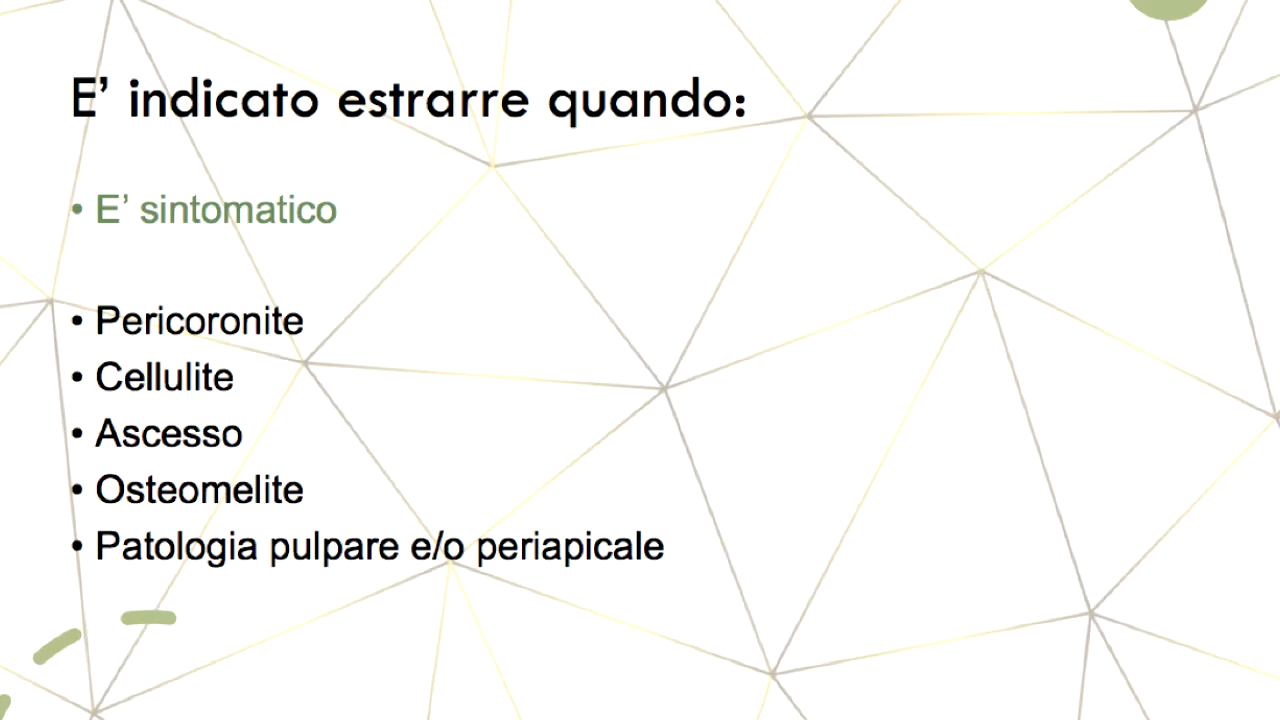 E’ indicato estrarre quando:
• E’ sintomatico
• Pericoronite
• Cellulite
• Ascesso
• Osteomelite
• Patologia pulpare e/o periapicale